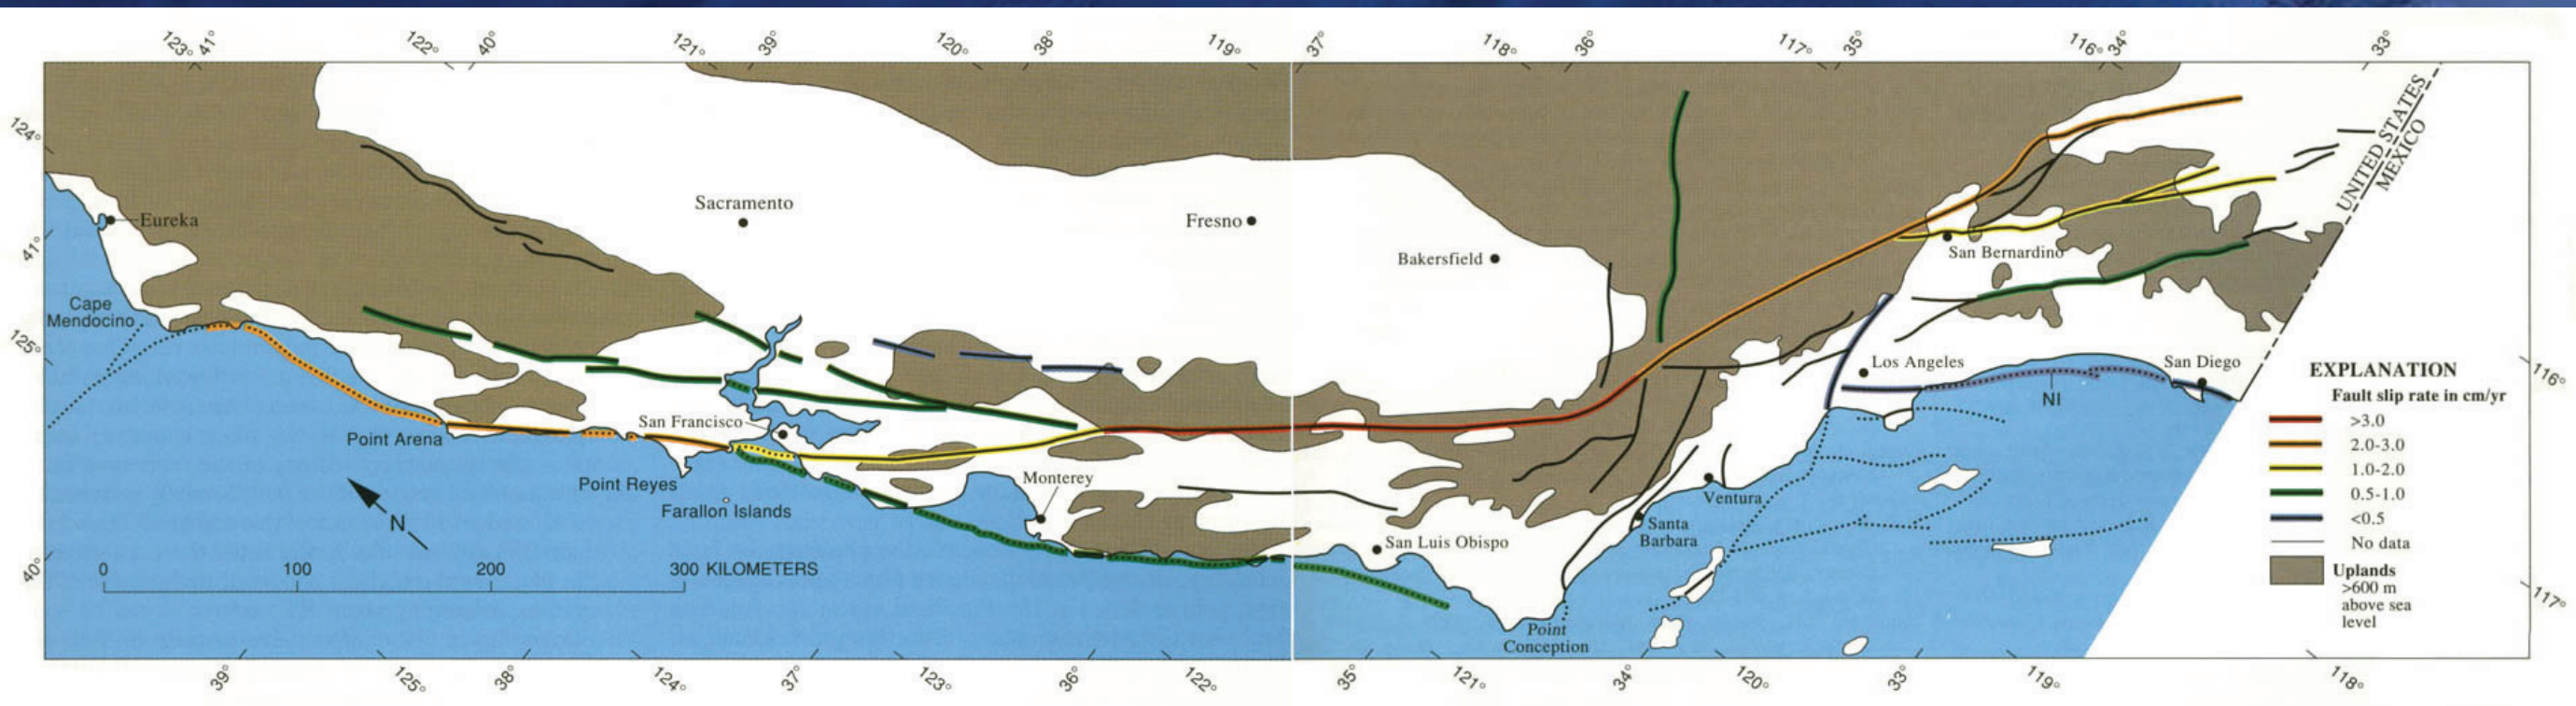 123° 41°
122° 40°
121° 39°
120° 38°
119° 37°
118° 36°
117° 35°
116° 34°
33°
124°
41°
125°
40°
UNITED STATES
MEXICO
Eureka
Sacramento
Fresno
Bakersfield
San Bernardino
Cape
Mendocino
Point Arena
San Francisco
Point Reyes
Farallon Islands
Monterey
San Luis Obispo
Point
Conception
Santa
Barbara
Ventura
Los Angeles
NI
San Diego
N
0 100 200 300 KILOMETERS
EXPLANATION
Fault slip rate in cm/yr
>3.0
2.0-3.0
1.0-2.0
0.5-1.0
<0.5
No data
Uplands
>600 m
above sea
level
116°
117°
39°
125°
38°
124°
37°
123°
36°
122°
35°
121°
34°
120°
33°
119°
118°